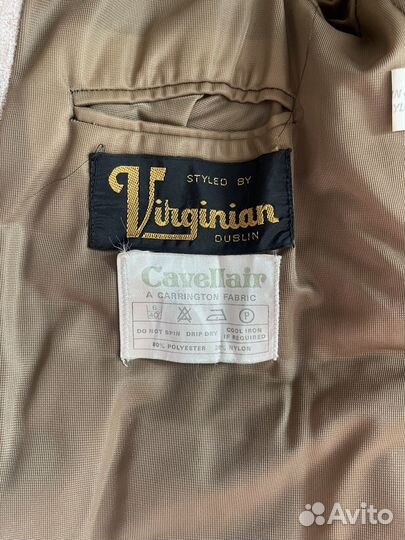 STYLED BY
Virginian
DUBLIN
Cavellair
A CARRINGTON FABRIC
P
DO NOT SPIN DRIP-DRY COOL IRON
IF REQUIRED
80% POLYESTER 20% NYLON
Avito